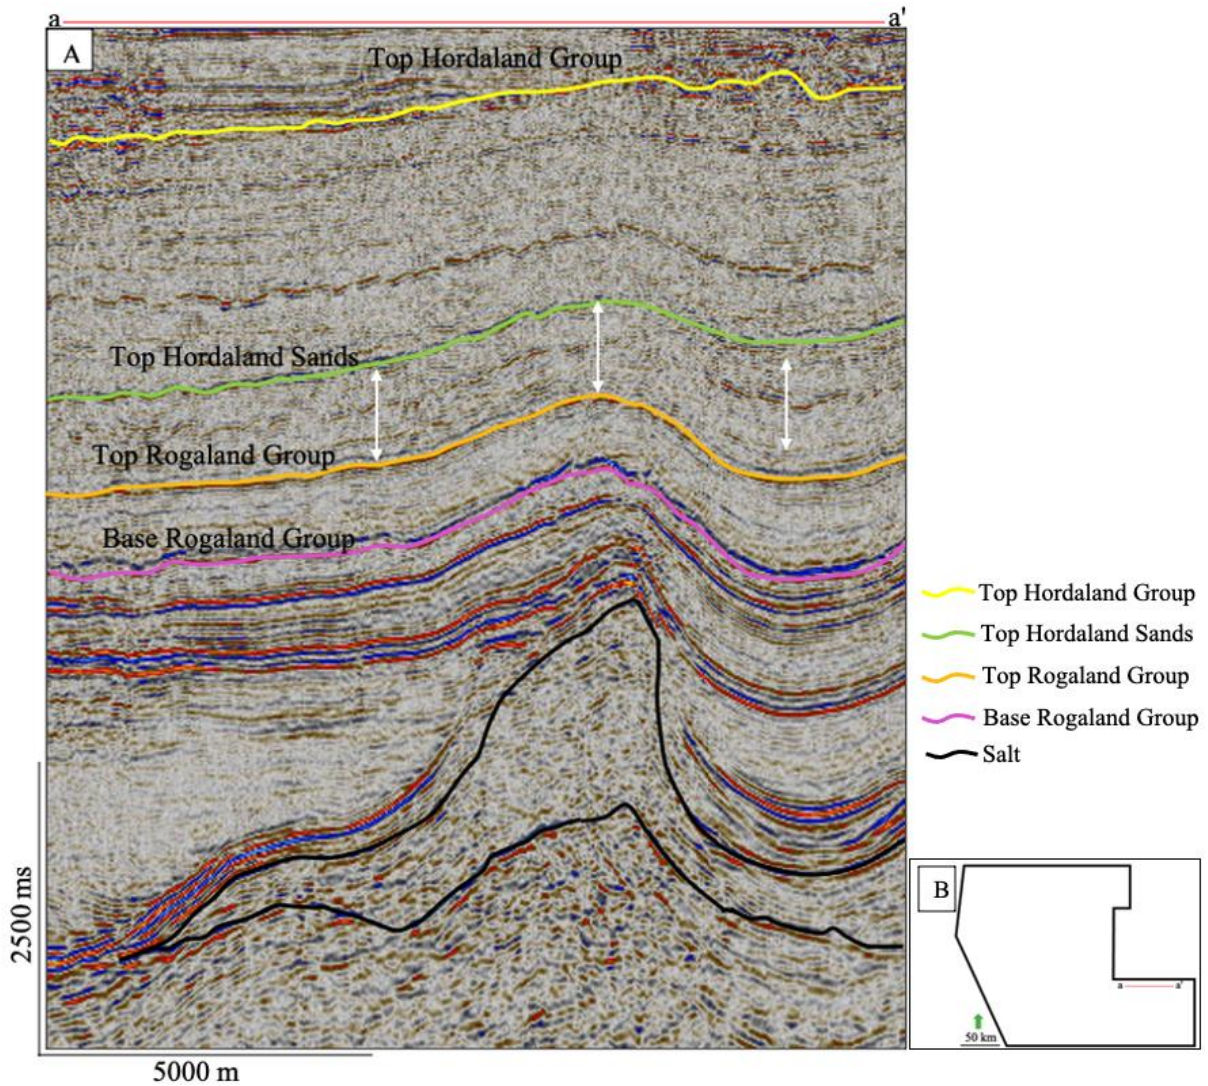 a a'
A
Top Hordaland Group
Top Hordaland Sands
Top Rogaland Group
Base Rogaland Group
2500 ms
5000 m
Top Hordaland Group
Top Hordaland Sands
Top Rogaland Group
Base Rogaland Group
Salt
B
a a'
50 km